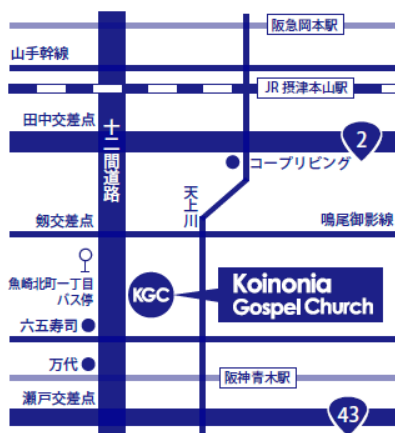 阪急岡本駅
山手幹線
JR 摂津本山駅
田中交差点
2
十二間道路
コープリビング
天上川
剱交差点
鳴尾御影線
魚崎北町一丁目
バス停
KGC
Koinonia
Gospel Church
六五寿司
万代
阪神青木駅
瀬戸交差点
43